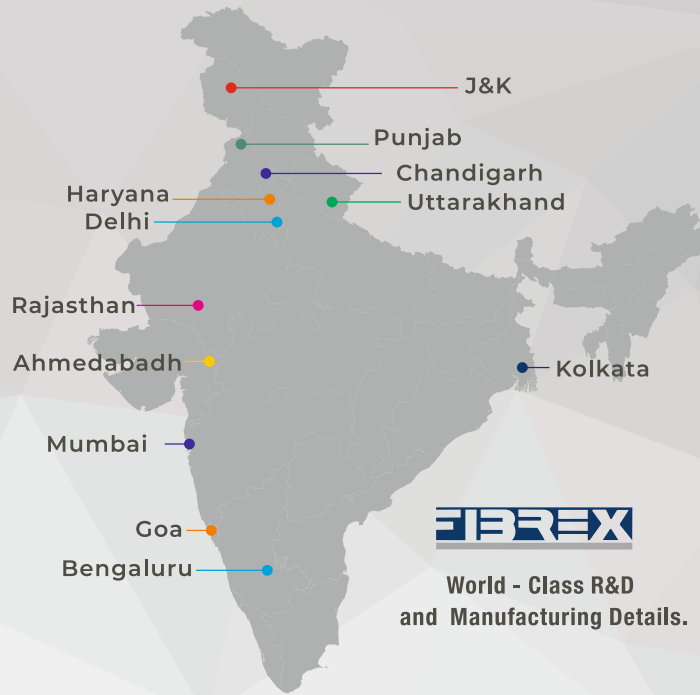 J&K
Punjab
Chandigarh
Haryana
Uttarakhand
Delhi
Rajasthan
Ahmedabadh
Kolkata
Mumbai
Goa
Bengaluru
FIBREX
World - Class R&D
and Manufacturing Details.